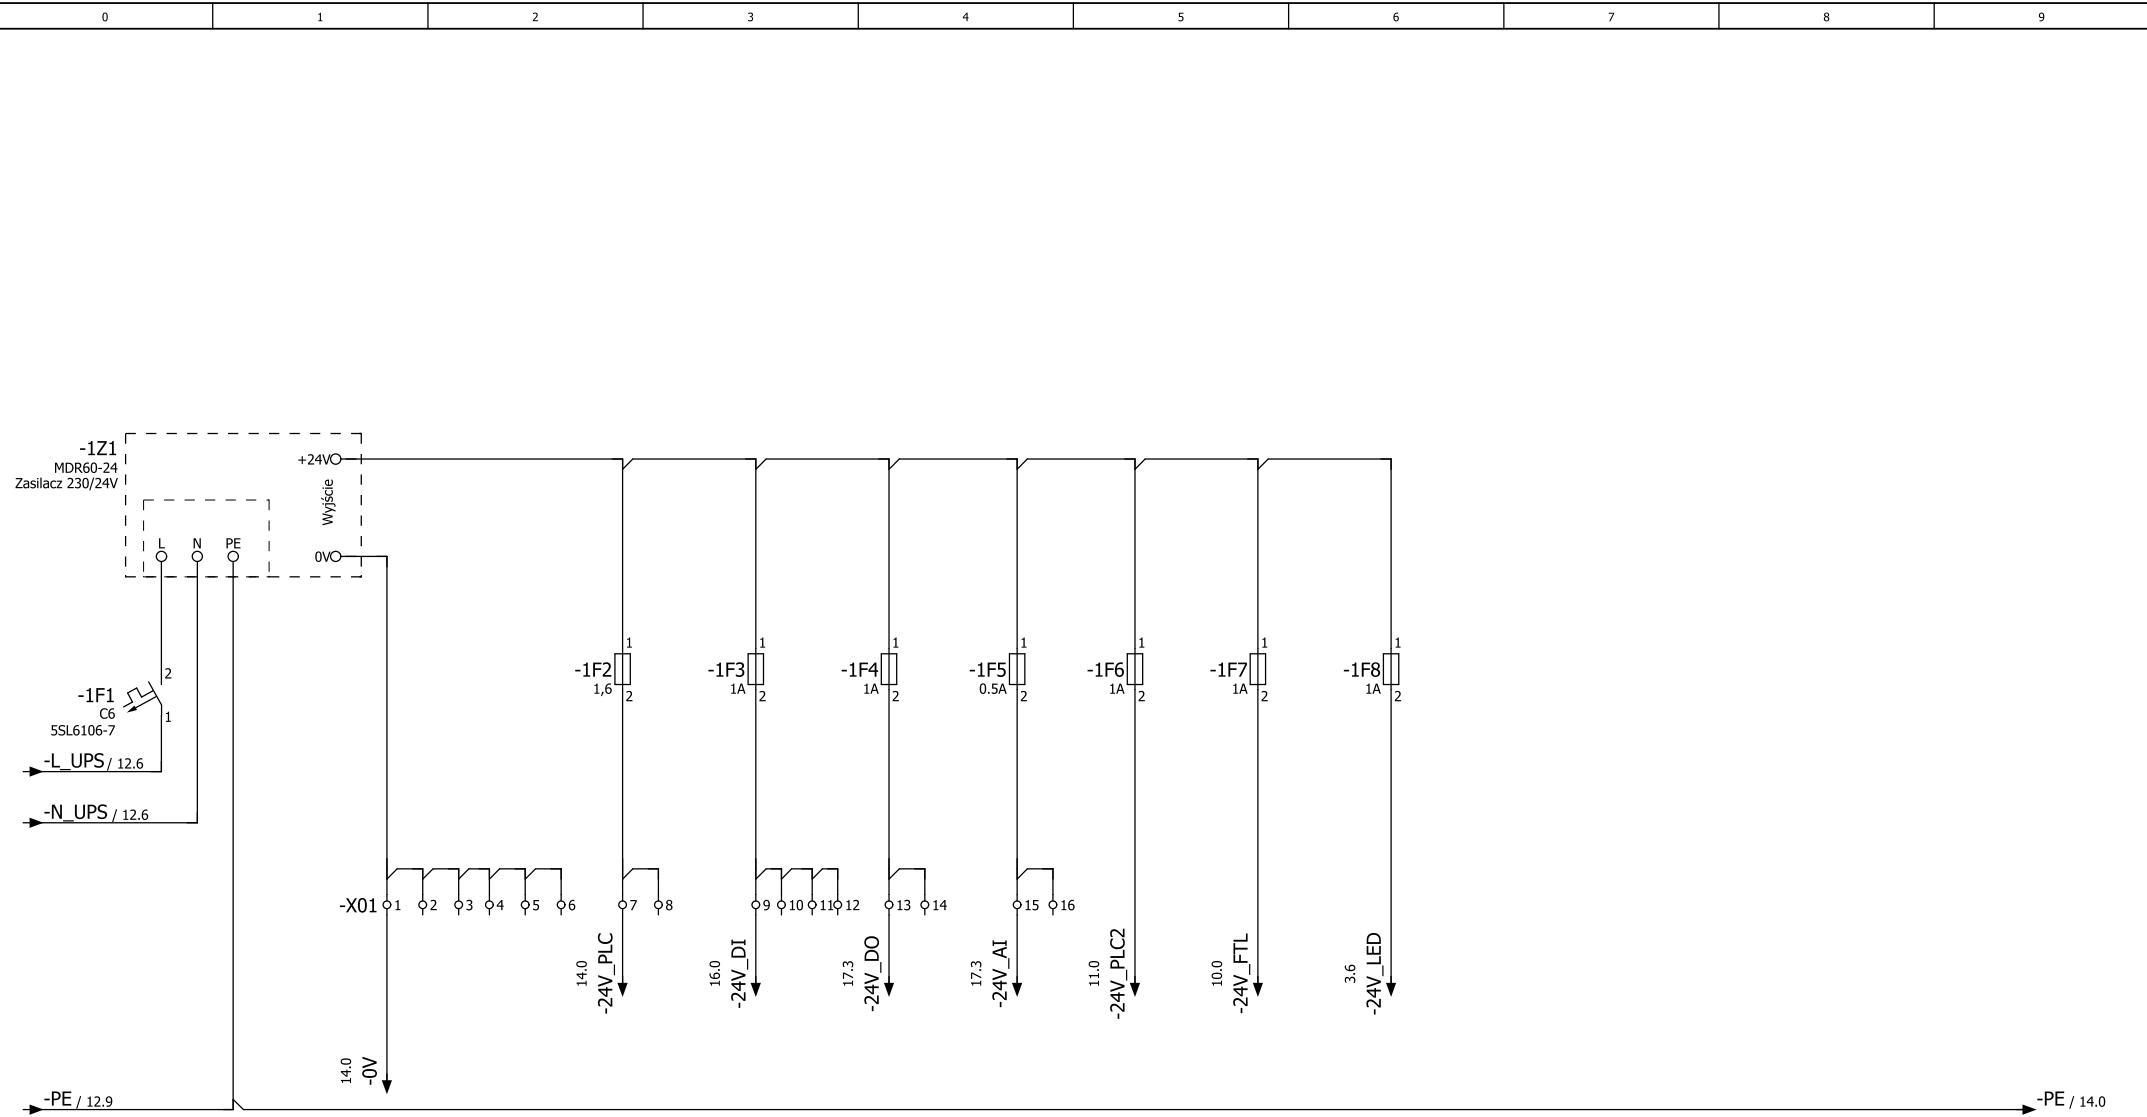 0 1 2 3 4 5 6 7 8 9
-1Z1
MDR60-24
Zasilacz 230/24V
+24V
Wyjście
L N PE
0V
2
-1F1
C6
5SL6106-7
1
-L_UPS / 12.6
-N_UPS / 12.6
1
-1F2
1,6
2
1
-1F3
1A
2
1
-1F4
1A
2
1
-1F5
0.5A
2
1
-1F6
1A
2
1
-1F7
1A
2
1
-1F8
1A
2
-X01 1 2 3 4 5 6 7 8 9 10 11 12 13 14 15 16
14.0
-24V_PLC
16.0
-24V_DI
17.3
-24V_DO
17.3
-24V_AI
11.0
-24V_PLC2
10.0
-24V_FTL
3.6
-24V_LED
14.0
-0V
-PE / 12.9
-PE / 14.0